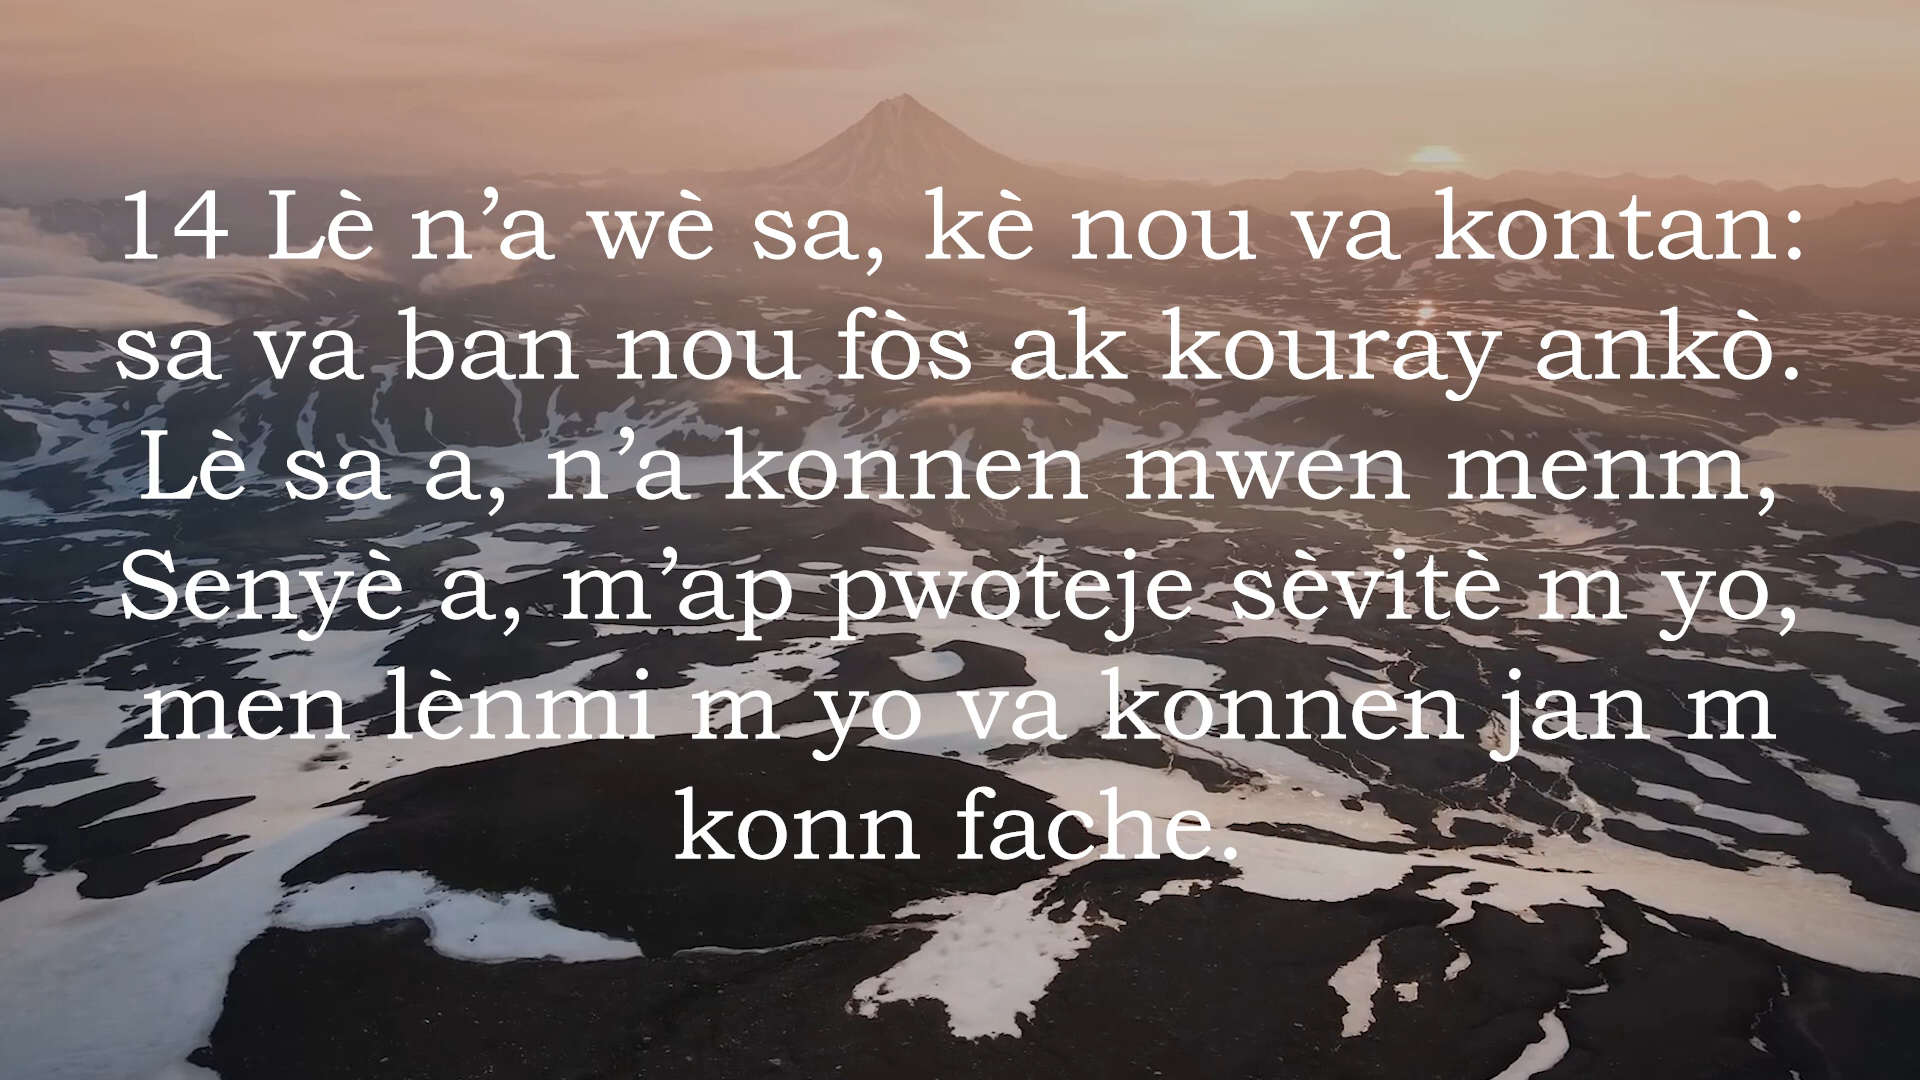 14 Lè n’a wè sa, kè nou va kontan:
sa va ban nou fòs ak kouray ankò.
Lè sa a, n’a konnen mwen menm,
Senyè a, m’ap pwoteje sèvitè m yo,
men lènmi m yo va konnen jan m
konn fache.